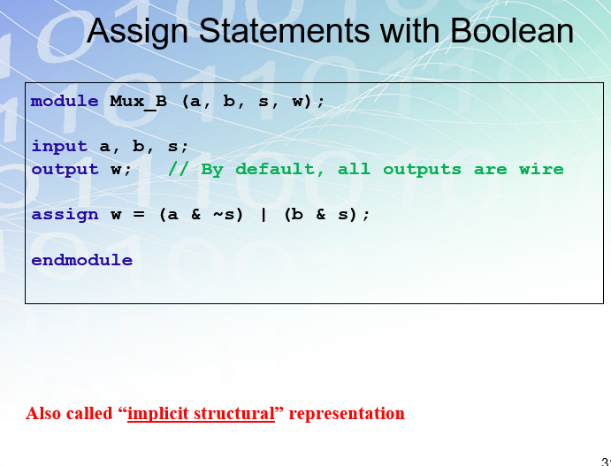 Assign Statements with Boolean
module Mux_B (a, b, s, w);
input a, b, s;
output w;   // By default, all outputs are wire
assign w = (a & ~s) | (b & s);
endmodule
Also called “implicit structural” representation